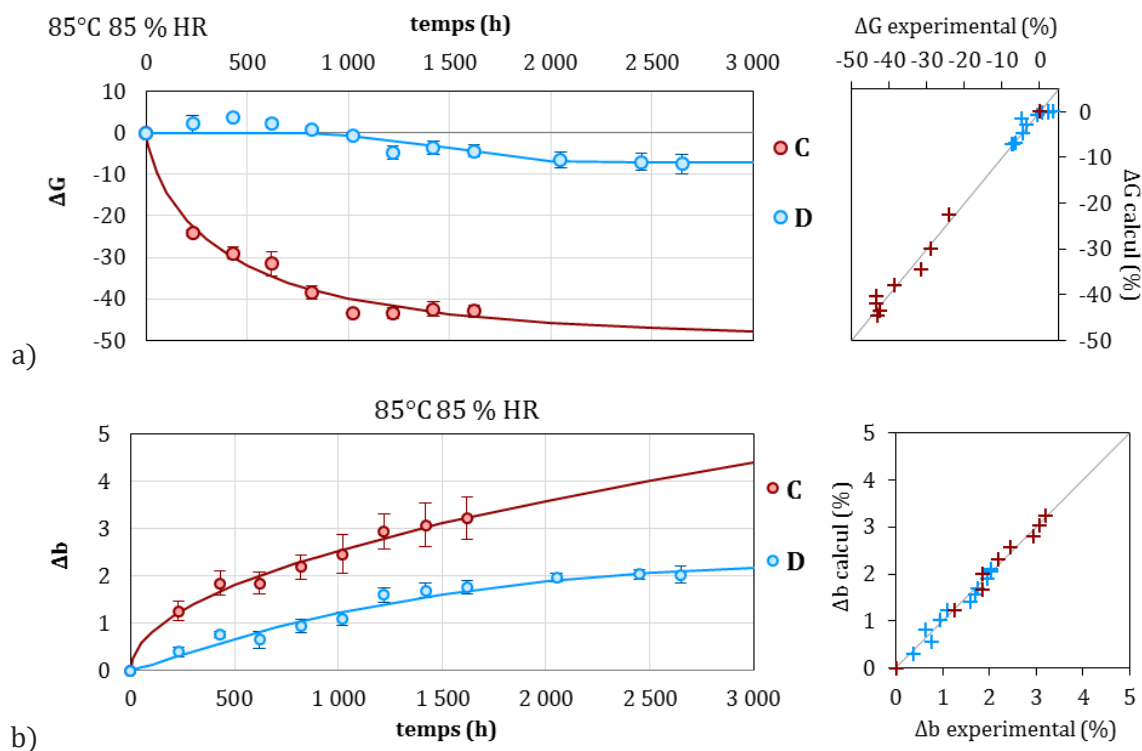 85°C 85 % HR
temps (h)
0 500 1 000 1 500 2 000 2 500 3 000
10
0
-10
-20
-30
-40
-50
ΔG
C
D
ΔG experimental (%)
-50 -40 -30 -20 -10 0
0
-10
-20
-30
-40
-50
ΔG calcul (%)
a)
85°C 85 % HR
5
4
3
2
1
0
Δb
0 500 1 000 1 500 2 000 2 500 3 000
temps (h)
C
D
5
4
3
2
1
0
Δb calcul (%)
0 1 2 3 4 5
Δb experimental (%)
b)